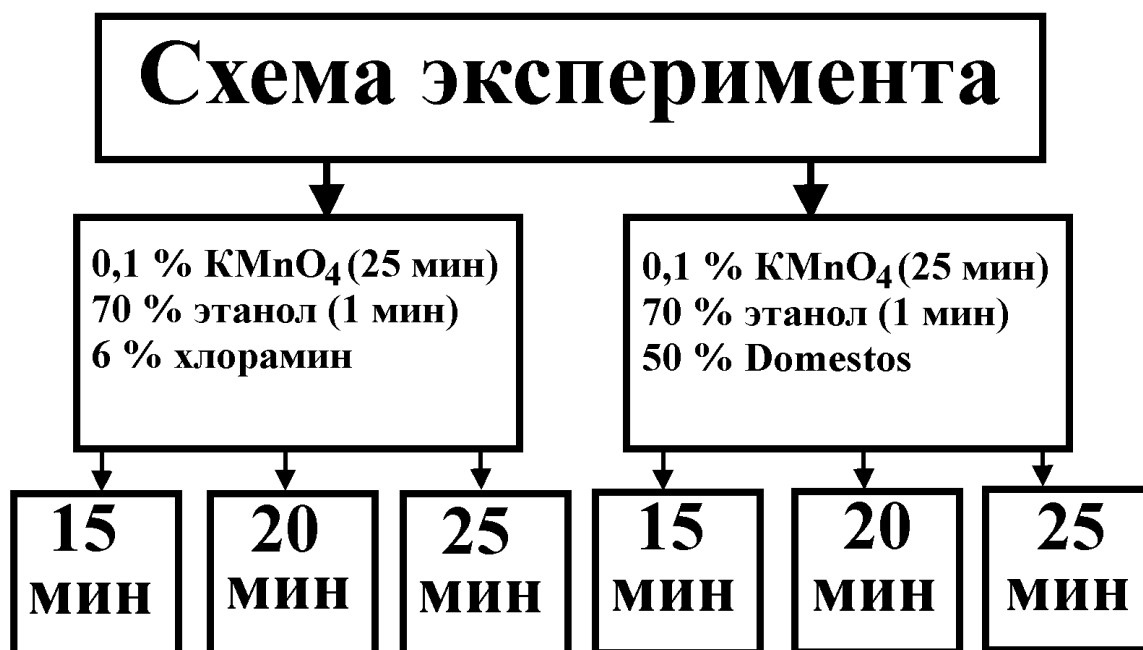 Схема эксперимента
0,1 % KMnO4 (25 мин)
70 % этанол (1 мин)
6 % хлорамин
0,1 % KMnO4 (25 мин)
70 % этанол (1 мин)
50 % Domestos
15
мин
20
мин
25
мин
15
мин
20
мин
25
мин